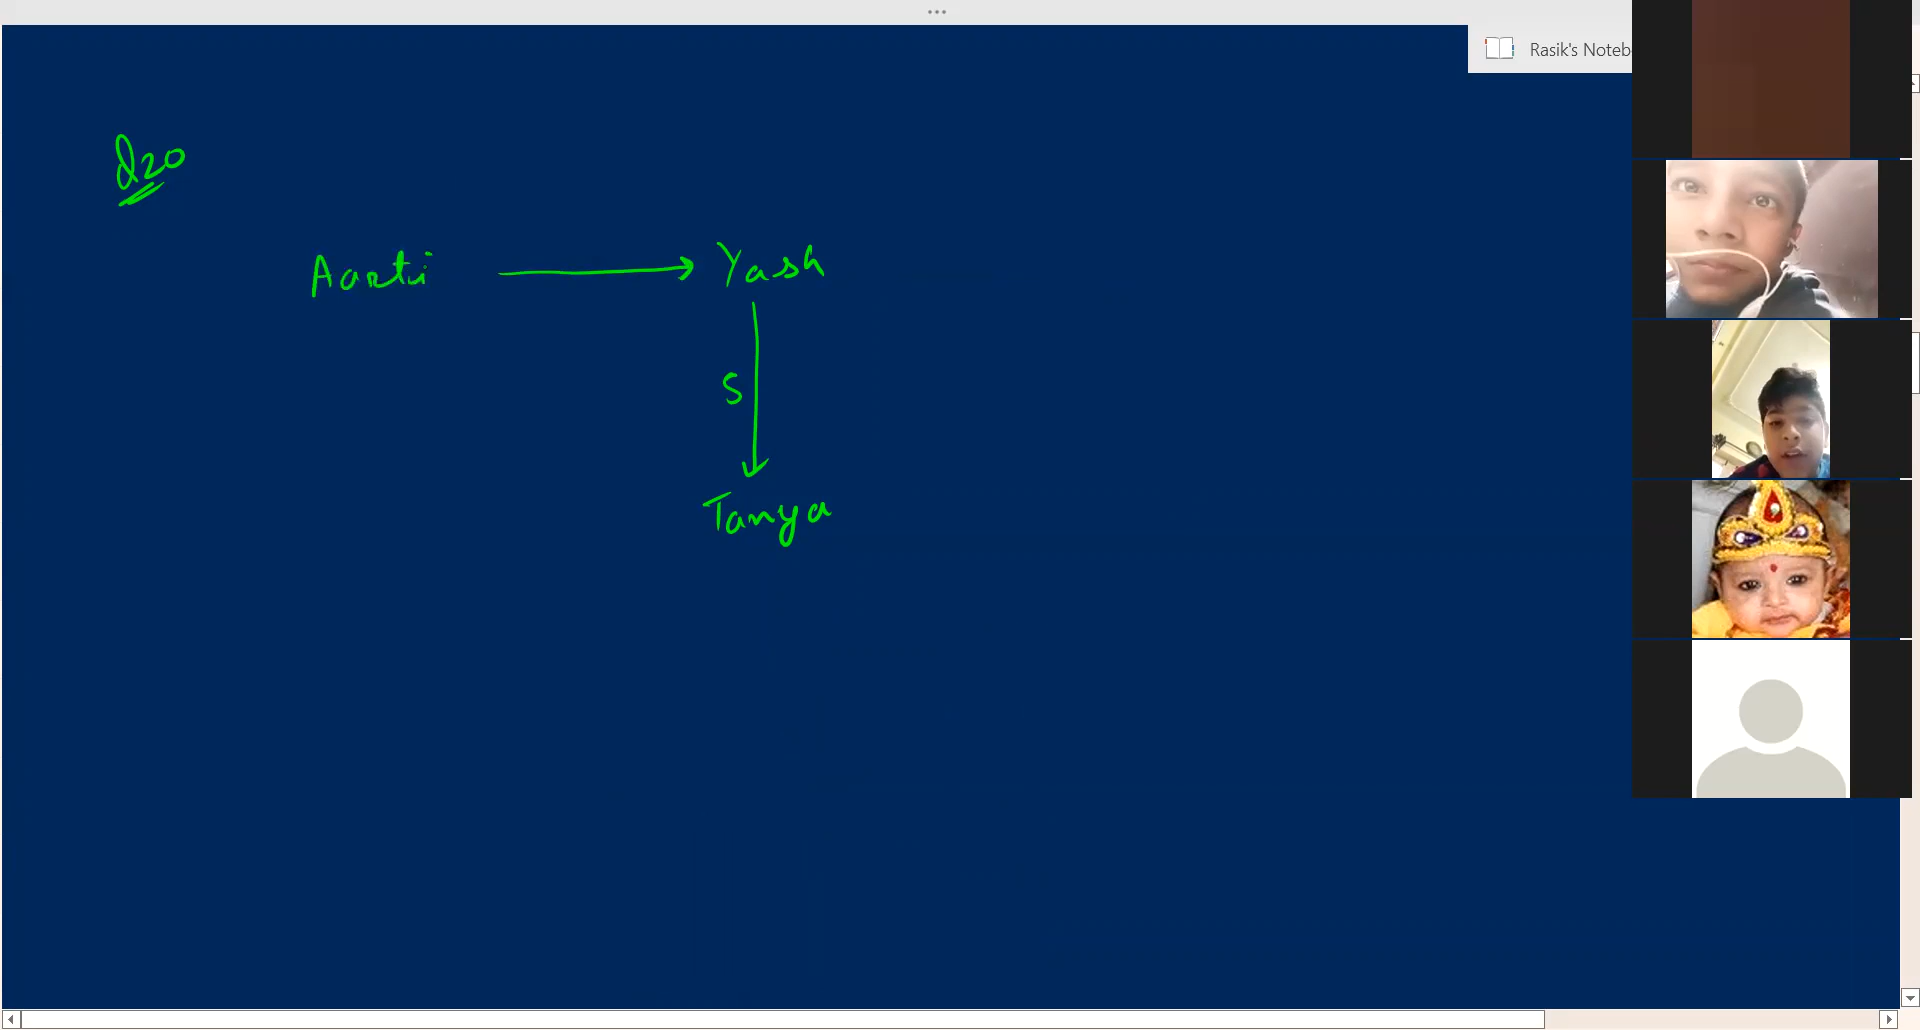 Rasik's Noteb
Q20
Aarti → Yash
S
Tanya